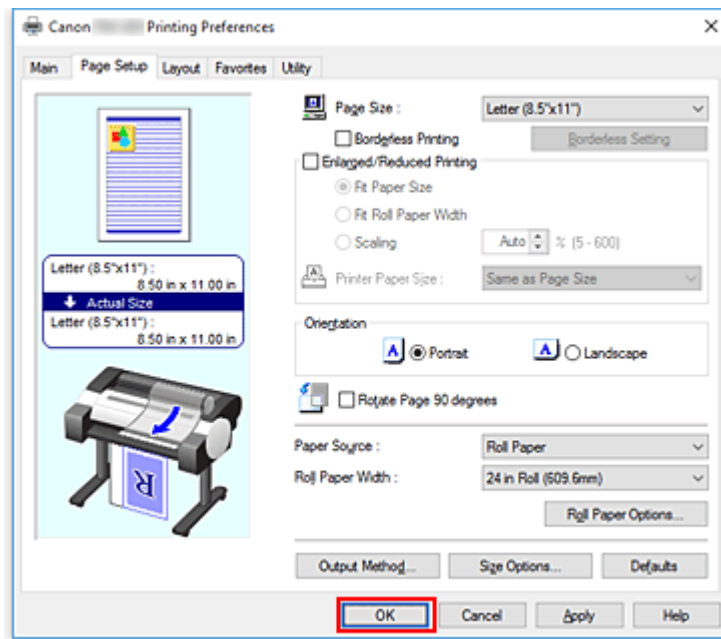 Canon Printing Preferences
Main Page Setup Layout Favorites Utility
Page Size : Letter (8.5"x11")
Borderless Printing Borderless Setting
Enlarged/Reduced Printing
Fit Paper Size
Fit Roll Paper Width
Scaling Auto % (5 - 600)
Printer Paper Size : Same as Page Size
Letter (8.5"x11") :
8.50 in x 11.00 in
Actual Size
Letter (8.5"x11") :
8.50 in x 11.00 in
Orientation
A Portrait A Landscape
Rotate Page 90 degrees
R
Paper Source : Roll Paper
Roll Paper Width : 24 in Roll (609.6mm)
Roll Paper Options...
Output Method... Size Options... Defaults
OK Cancel Apply Help